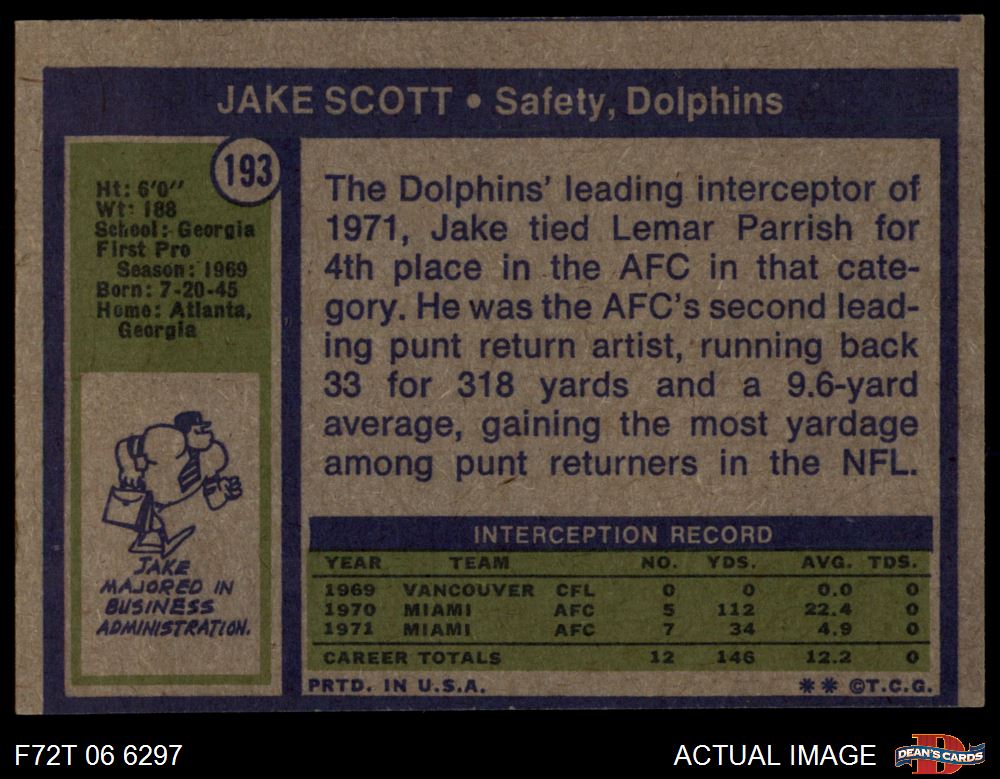 JAKE SCOTT • Safety, Dolphins
193
Ht: 6'0''
Wt: 188
School: Georgia
First Pro
Season: 1969
Born: 7-20-45
Home: Atlanta,
Georgia
JAKE
MAJORED IN
BUSINESS
ADMINISTRATION.
The Dolphins' leading interceptor of
1971, Jake tied Lemar Parrish for
4th place in the AFC in that cate-
gory. He was the AFC's second lead-
ing punt return artist, running back
33 for 318 yards and a 9.6-yard
average, gaining the most yardage
among punt returners in the NFL.
INTERCEPTION RECORD
YEAR TEAM NO. YDS. AVG. TDS.
1969 VANCOUVER CFL 0 0 0.0 0
1970 MIAMI AFC 5 112 22.4 0
1971 MIAMI AFC 7 34 4.9 0
CAREER TOTALS 12 146 12.2 0
PRTD. IN U.S.A. ** ©T.C.G.
F72T 06 6297 ACTUAL IMAGE DEAN'S CARDS